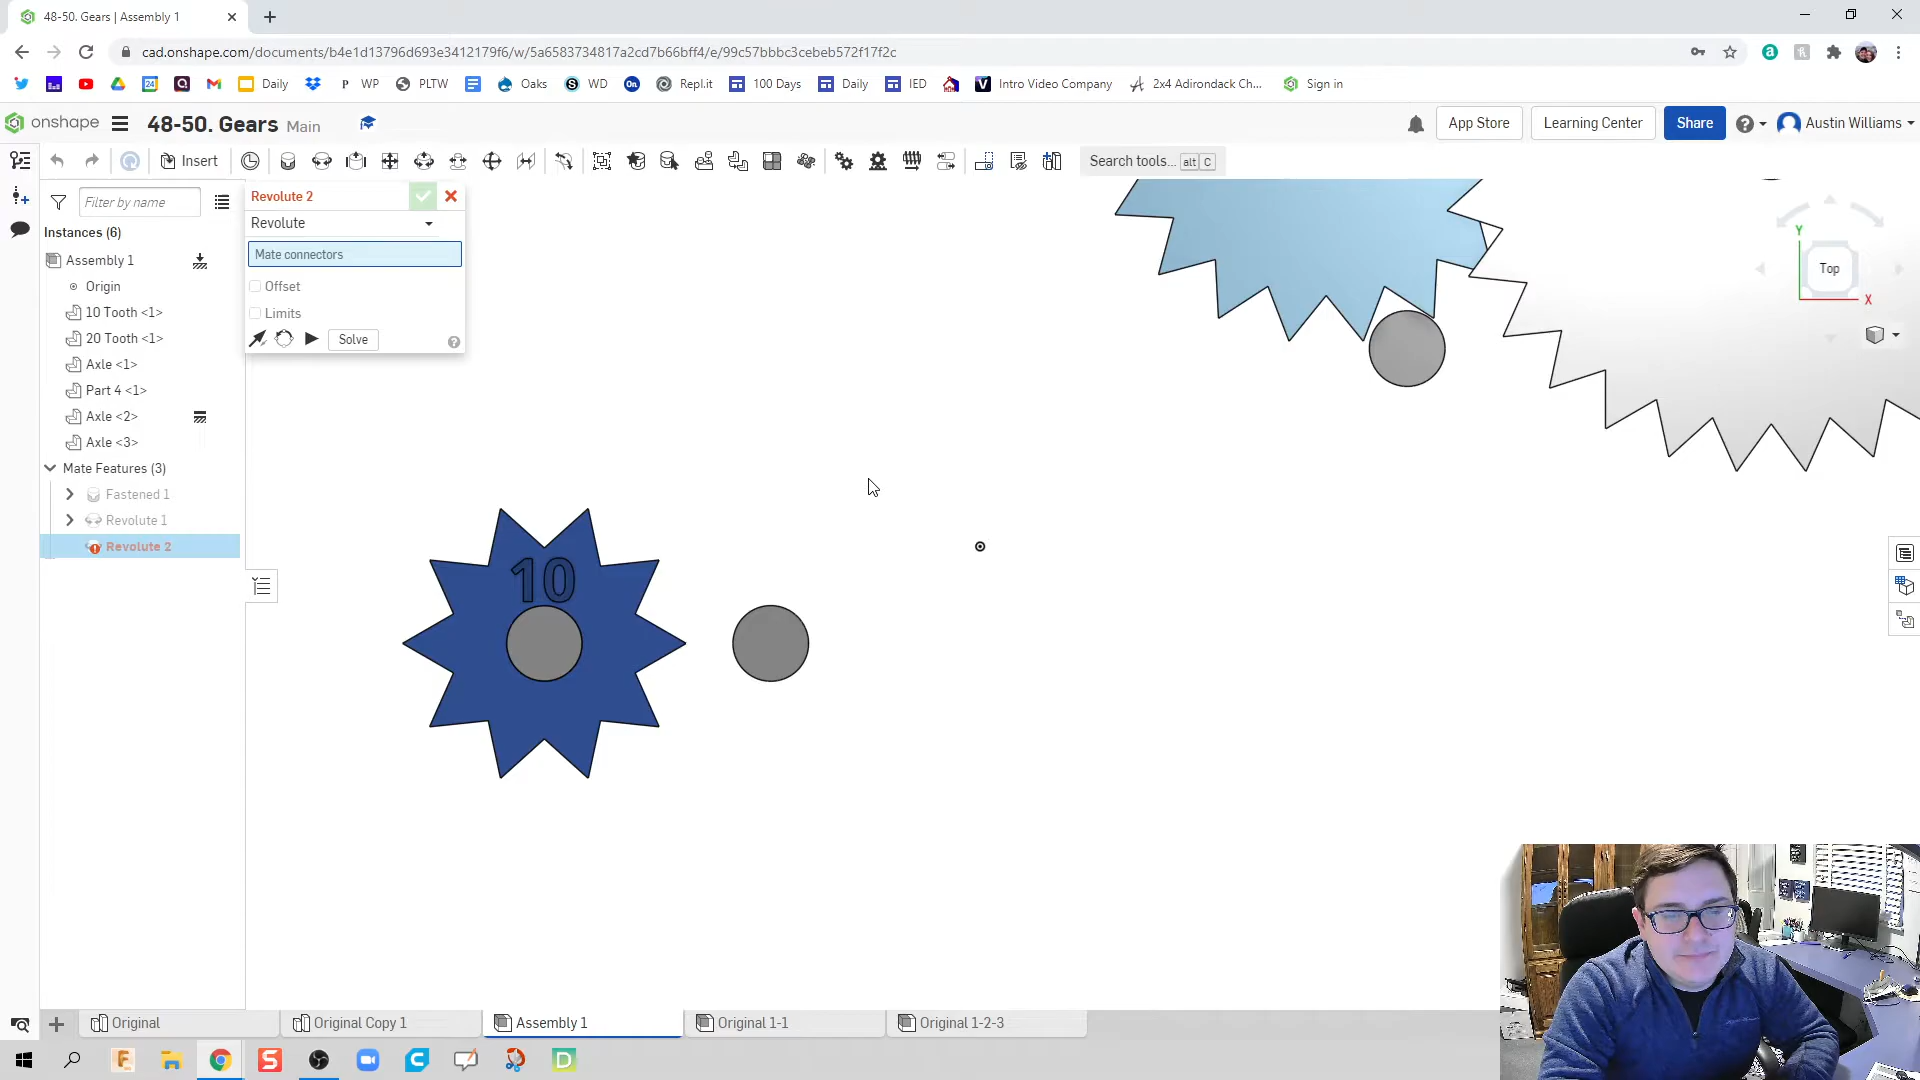 48-50. Gears | Assembly 1
cad.onshape.com/documents/b4e1d13796d693e3412179f6/w/5a6583734817a2cd7b66bff4/e/99c57bbbc3cebeb572f17f2c
Daily
WP
PLTW
Oaks
WD
Repl.it
100 Days
Daily
IED
Intro Video Company
2x4 Adirondack Ch...
Sign in
onshape
48-50. Gears Main
App Store
Learning Center
Share
Austin Williams
Insert
Search tools... alt C
Filter by name
Revolute 2
Revolute
Mate connectors
Offset
Limits
Solve
Instances (6)
Assembly 1
Origin
10 Tooth <1>
20 Tooth <1>
Axle <1>
Part 4 <1>
Axle <2>
Axle <3>
Mate Features (3)
Fastened 1
Revolute 1
Revolute 2
10
Y
Top
X
Original
Original Copy 1
Assembly 1
Original 1-1
Original 1-2-3